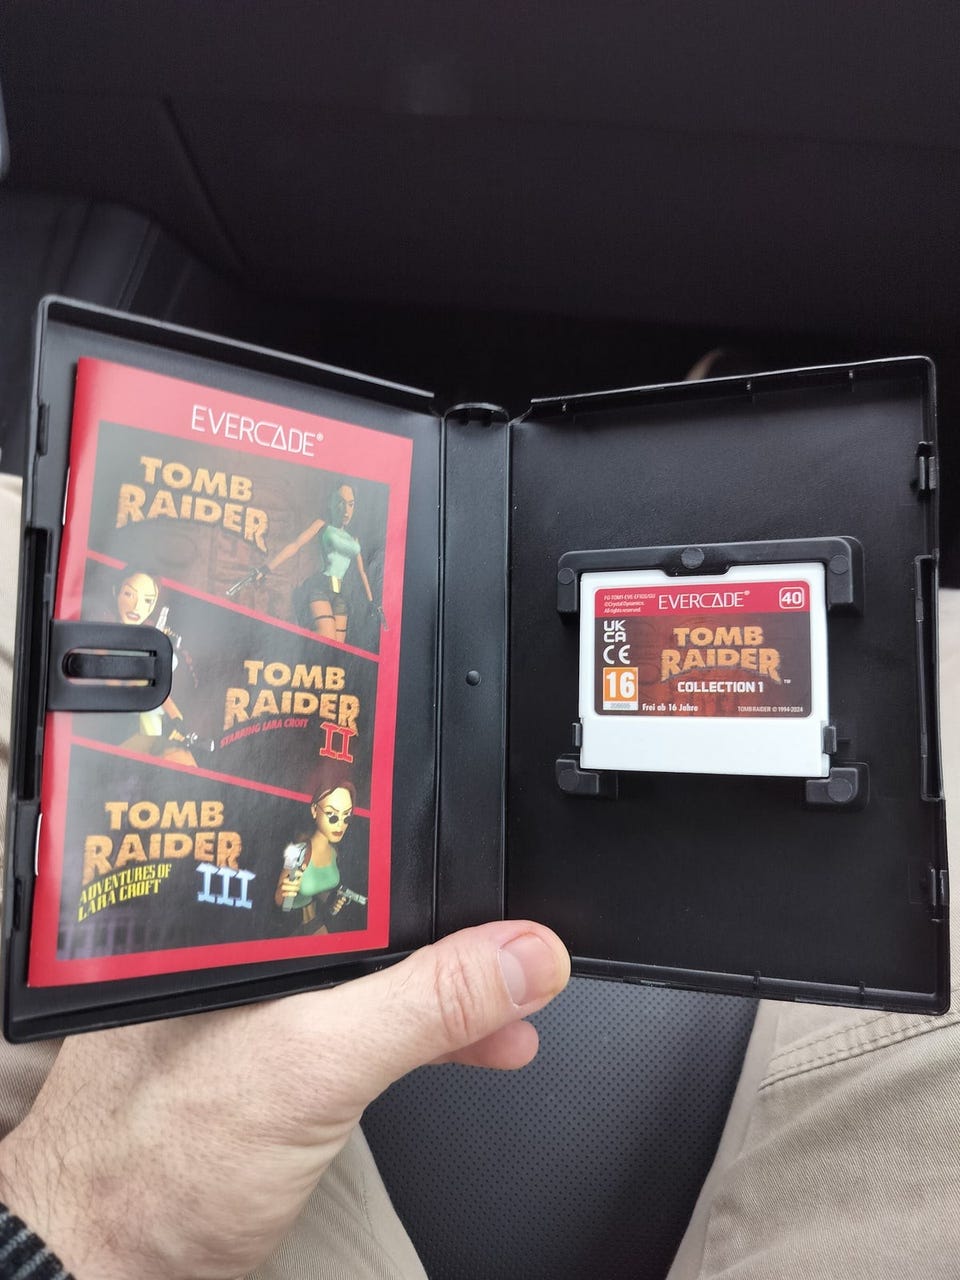 EVERCADE®
TOMB
RAIDER
TOMB
RAIDER
STARRING LARA CROFT
II
TOMB
RAIDER
ADVENTURES OF
LARA CROFT
III
©Crystal Dynamics.
All rights reserved.
EVERCADE®
40
UK
CA
CE
16
TOMB
RAIDER™
COLLECTION 1
Frei ab 16 Jahre
TOMB RAIDER © 1994-2024